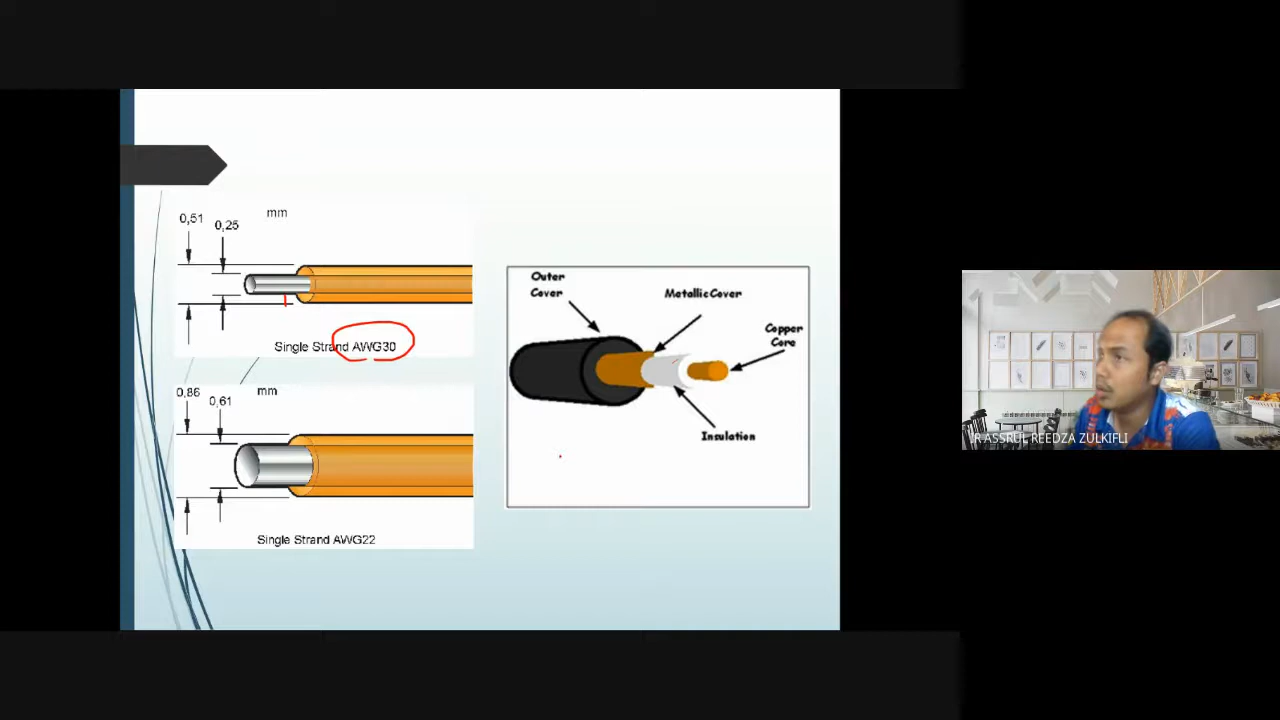 mm
0,51
0,25
Single Strand AWG30
mm
0,86
0,61
Single Strand AWG22
Outer
Cover
Metallic Cover
Copper
Core
Insulation
IR ASSRUL REEDZA ZULKIFLI